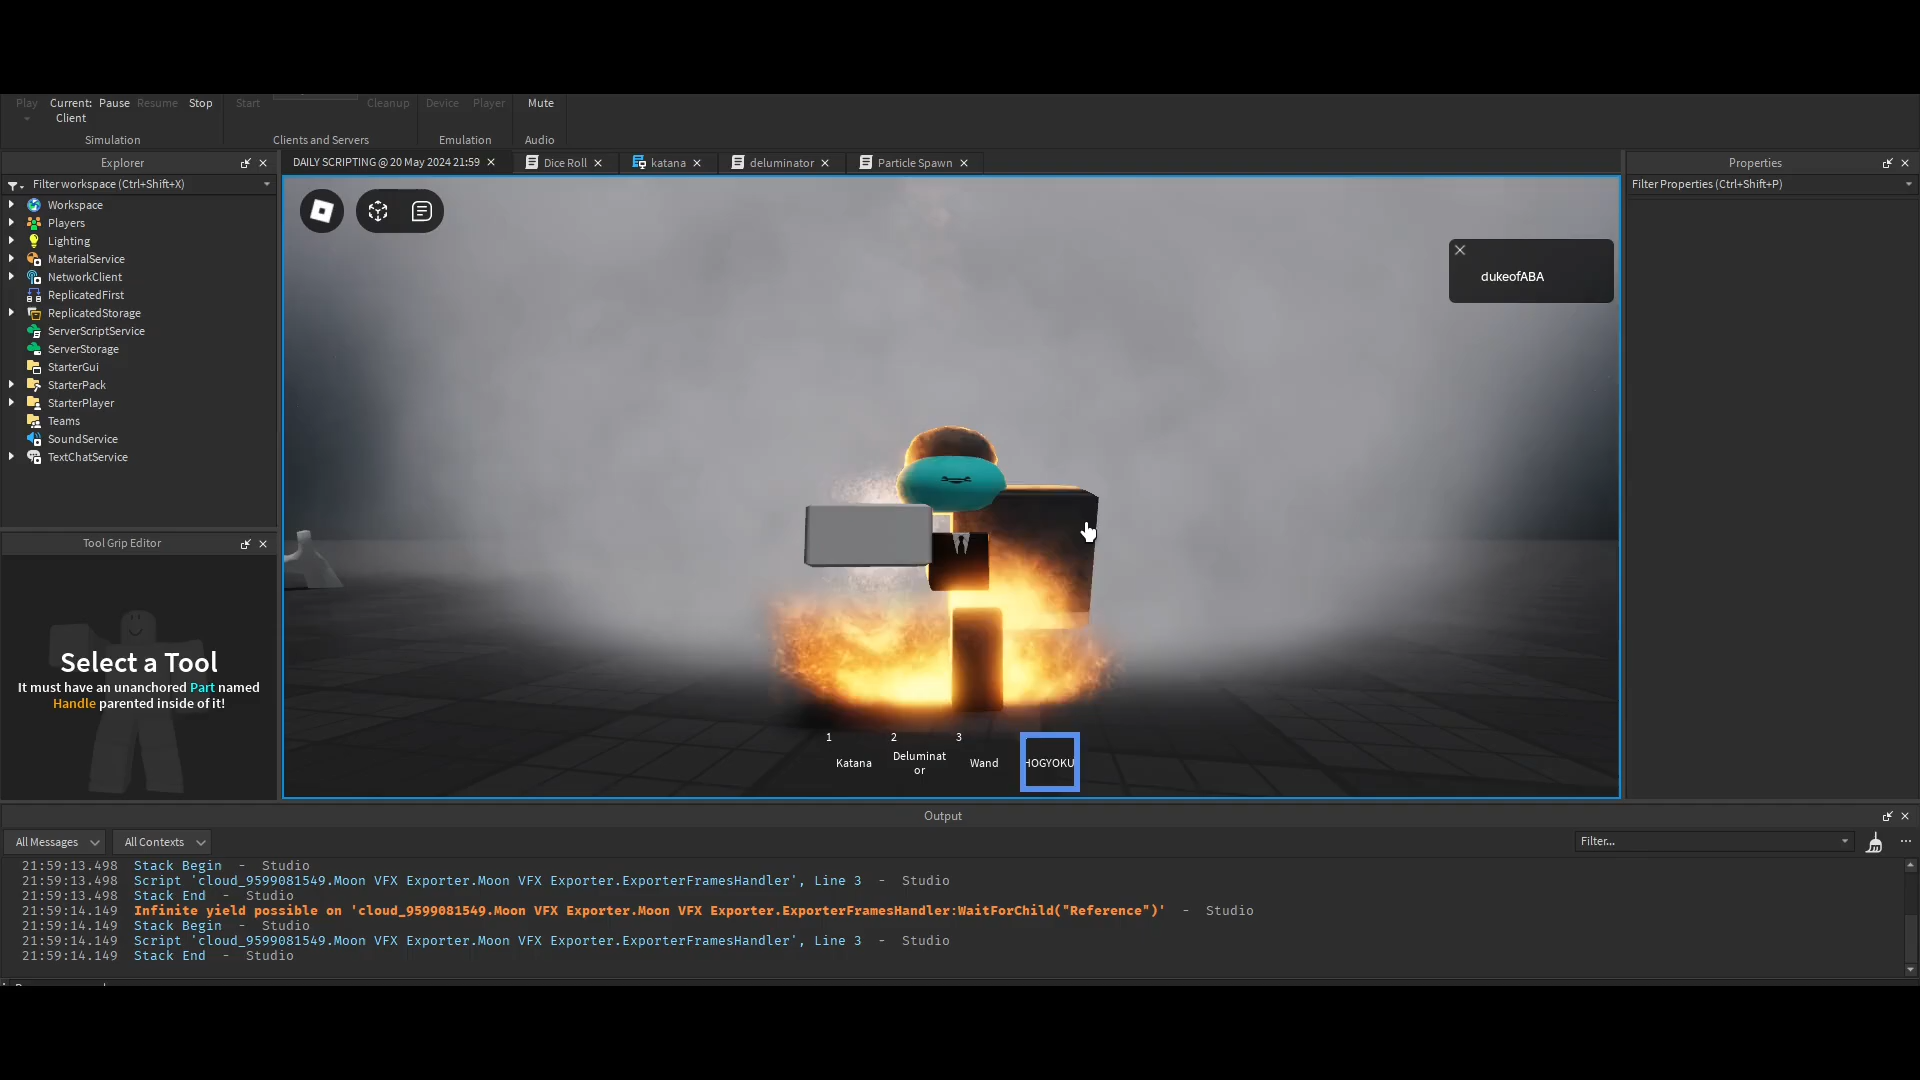 Play
Current:
Client
Pause
Resume
Stop
Start
Cleanup
Device
Player
Mute
Simulation
Clients and Servers
Emulation
Audio
Explorer
DAILY SCRIPTING @ 20 May 2024 21:59
Dice Roll
katana
deluminator
Particle Spawn
Properties
Filter workspace (Ctrl+Shift+X)
Filter Properties (Ctrl+Shift+P)
Workspace
Players
Lighting
MaterialService
NetworkClient
ReplicatedFirst
ReplicatedStorage
ServerScriptService
ServerStorage
StarterGui
StarterPack
StarterPlayer
Teams
SoundService
TextChatService
dukeofABA
Tool Grip Editor
Select a Tool
It must have an unanchored Part named
Handle parented inside of it!
1
Katana
2
Deluminat
or
3
Wand
HOGYOKU
Output
All Messages
All Contexts
Filter...
21:59:13.498 Stack Begin - Studio
21:59:13.498 Script 'cloud_9599081549.Moon VFX Exporter.Moon VFX Exporter.ExporterFramesHandler', Line 3 - Studio
21:59:13.498 Stack End - Studio
21:59:14.149 Infinite yield possible on 'cloud_9599081549.Moon VFX Exporter.Moon VFX Exporter.ExporterFramesHandler:WaitForChild("Reference")' - Studio
21:59:14.149 Stack Begin - Studio
21:59:14.149 Script 'cloud_9599081549.Moon VFX Exporter.Moon VFX Exporter.ExporterFramesHandler', Line 3 - Studio
21:59:14.149 Stack End - Studio